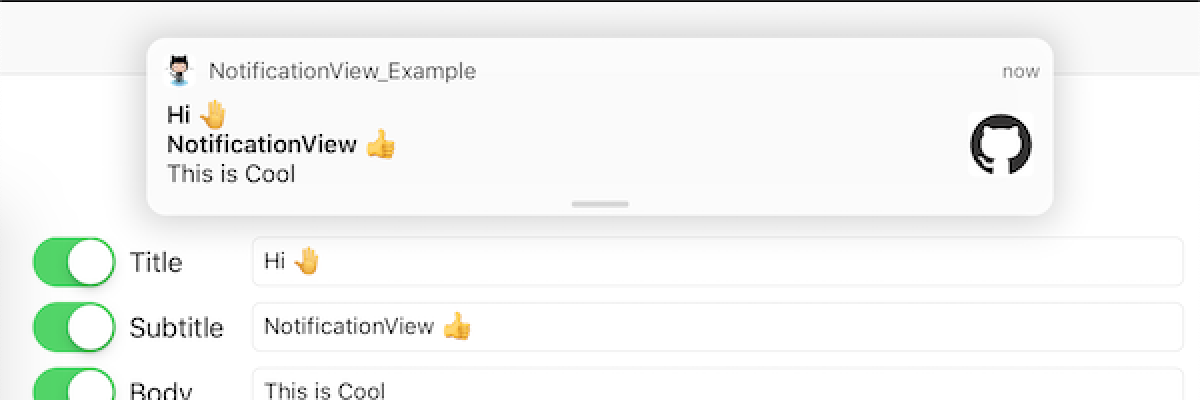 NotificationView_Example
now
Hi 🤚
NotificationView 👍
This is Cool
Title
Hi 🤚
Subtitle
NotificationView 👍
Body
This is Cool